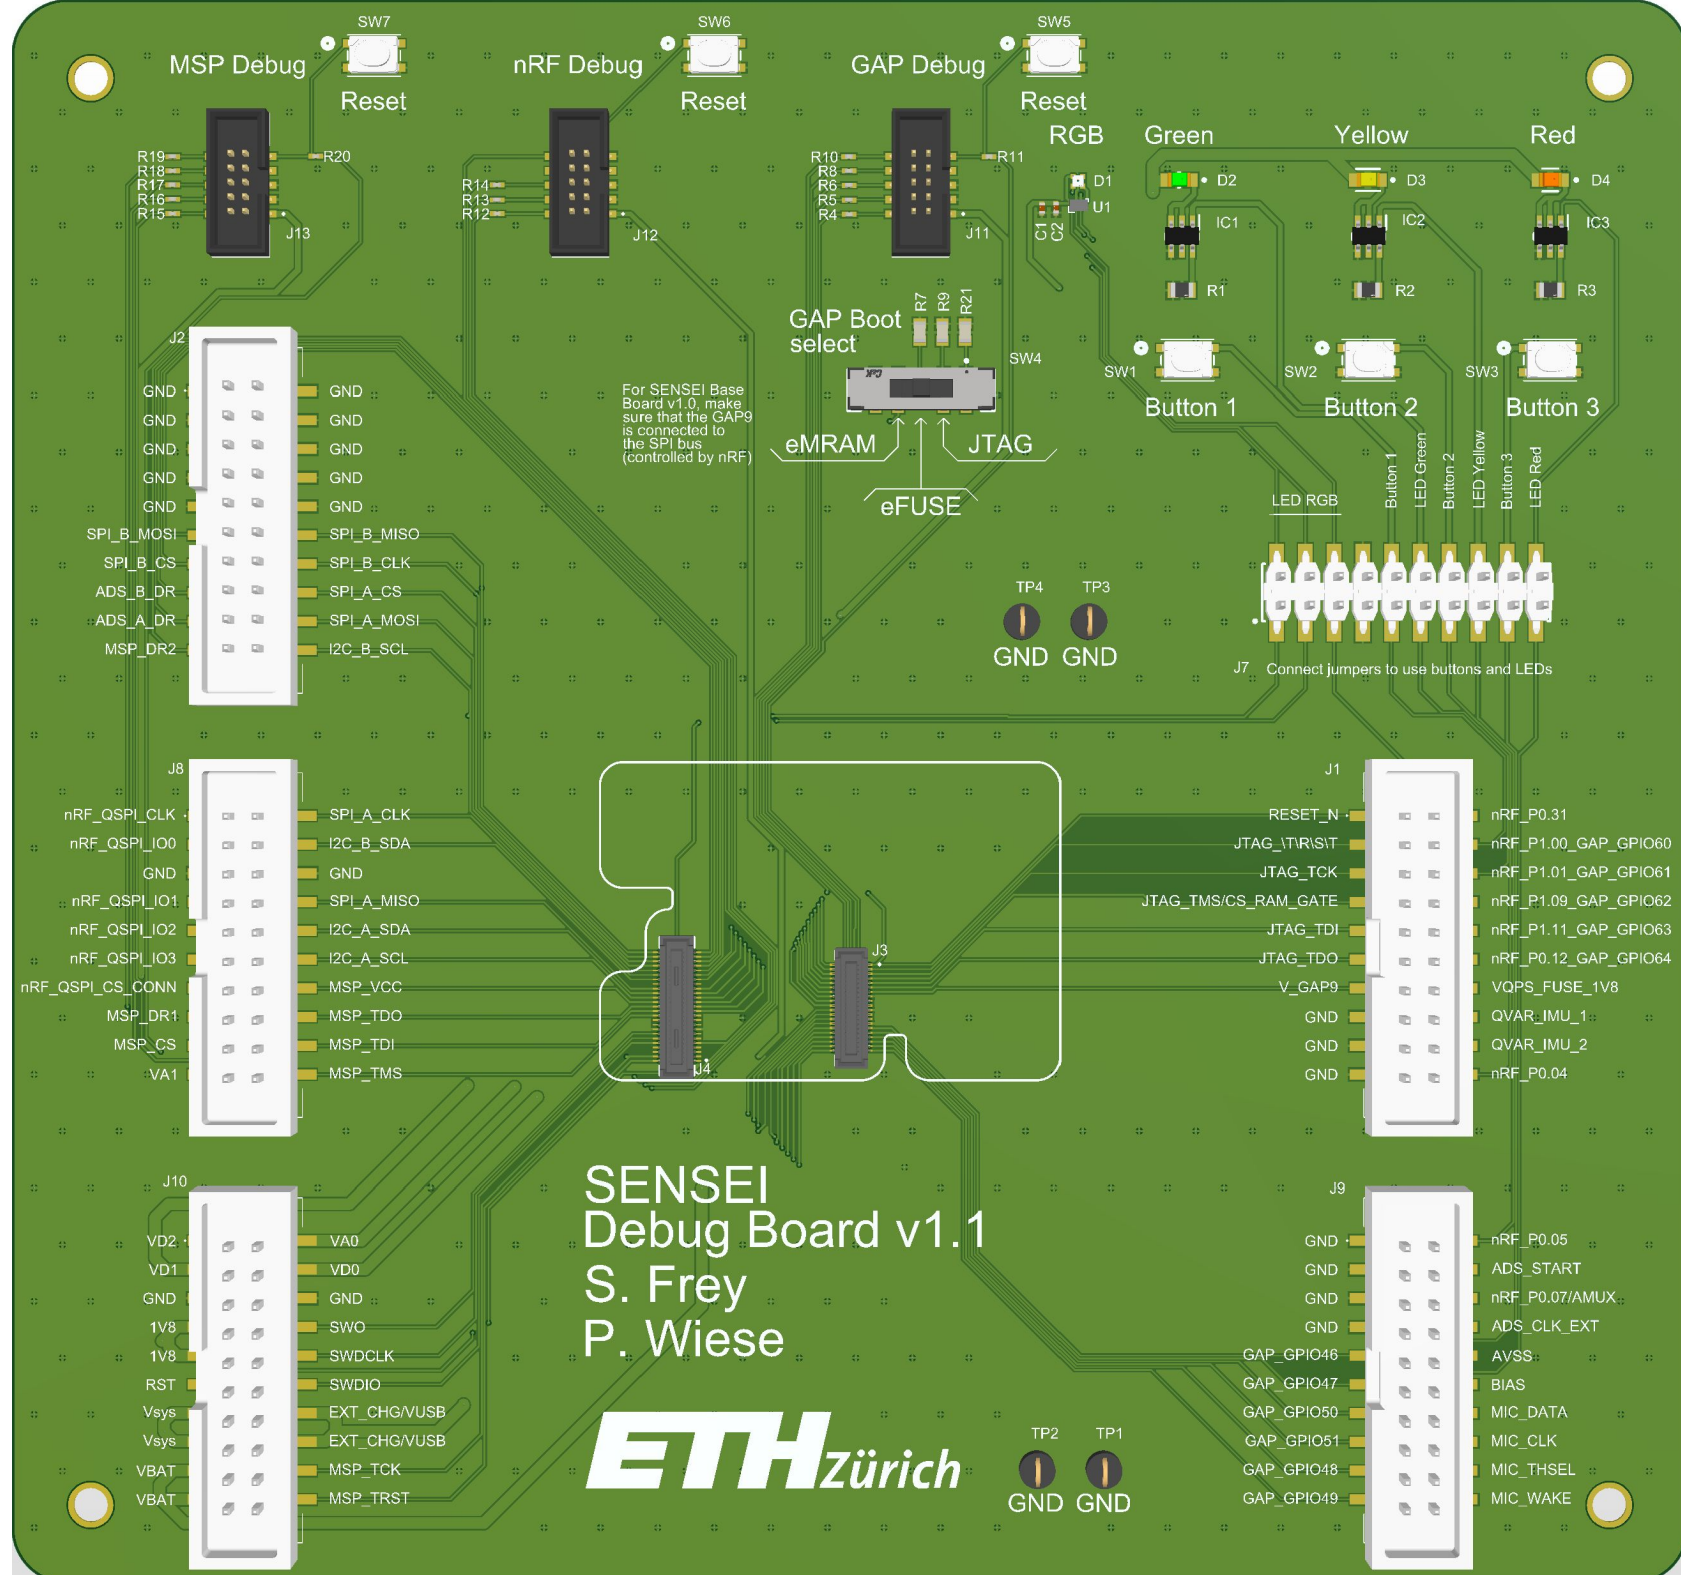 SW7
SW6
SW5
MSP Debug
nRF Debug
GAP Debug
Reset
Reset
Reset
RGB
Green
Yellow
Red
R19
R18
R17
R16
R15
R20
J13
R14
R13
R12
J12
R10
R8
R6
R5
R4
R11
J11
D1
U1
C1
C2
D2
D3
D4
IC1
IC2
IC3
R1
R2
R3
GAP Boot
select
R7
R9
R21
SW4
For SENSEI Base
Board v1.0, make
sure that the GAP9
is connected to
the SPI bus
(controlled by nRF)
eMRAM
JTAG
eFUSE
SW1
SW2
SW3
Button 1
Button 2
Button 3
LED RGB
Button 1
LED Green
Button 2
LED Yellow
Button 3
LED Red
J7
Connect jumpers to use buttons and LEDs
TP4
TP3
GND
GND
J2
GND
GND
GND
GND
GND
GND
GND
GND
GND
GND
SPI_B_MOSI
SPI_B_MISO
SPI_B_CS
SPI_B_CLK
ADS_B_DR
SPI_A_CS
ADS_A_DR
SPI_A_MOSI
MSP_DR2
I2C_B_SCL
J8
nRF_QSPI_CLK
SPI_A_CLK
nRF_QSPI_IO0
I2C_B_SDA
GND
GND
nRF_QSPI_IO1
SPI_A_MISO
nRF_QSPI_IO2
I2C_A_SDA
nRF_QSPI_IO3
I2C_A_SCL
nRF_QSPI_CS_CONN
MSP_VCC
MSP_DR1
MSP_TDO
MSP_CS
MSP_TDI
VA1
MSP_TMS
J4
J3
J1
RESET_N
nRF_P0.31
JTAG_\T\R\S\T
nRF_P1.00_GAP_GPIO60
JTAG_TCK
nRF_P1.01_GAP_GPIO61
JTAG_TMS/CS_RAM_GATE
nRF_P1.09_GAP_GPIO62
JTAG_TDI
nRF_P1.11_GAP_GPIO63
JTAG_TDO
nRF_P0.12_GAP_GPIO64
V_GAP9
VQPS_FUSE_1V8
GND
QVAR_IMU_1
GND
QVAR_IMU_2
GND
nRF_P0.04
J10
VD2
VA0
VD1
VD0
GND
GND
1V8
SWO
1V8
SWDCLK
RST
SWDIO
Vsys
EXT_CHG/VUSB
Vsys
EXT_CHG/VUSB
VBAT
MSP_TCK
VBAT
MSP_TRST
SENSEI
Debug Board v1.1
S. Frey
P. Wiese
ETH Zürich
TP2
TP1
GND
GND
J9
GND
nRF_P0.05
GND
ADS_START
GND
nRF_P0.07/AMUX
GND
ADS_CLK_EXT
GAP_GPIO46
AVSS
GAP_GPIO47
BIAS
GAP_GPIO50
MIC_DATA
GAP_GPIO51
MIC_CLK
GAP_GPIO48
MIC_THSEL
GAP_GPIO49
MIC_WAKE